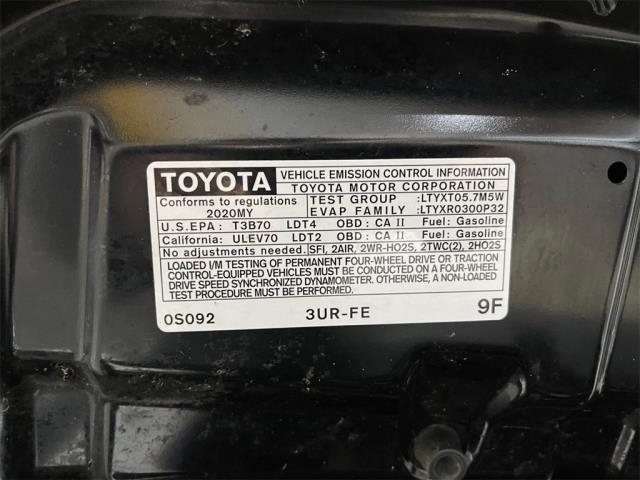 TOYOTA VEHICLE EMISSION CONTROL INFORMATION
TOYOTA MOTOR CORPORATION
Conforms to regulations TEST GROUP :LTYXT05.7M5W
2020MY EVAP FAMILY :LTYXR0300P32
U.S.EPA : T3B70 LDT4 OBD : CA II Fuel: Gasoline
California: ULEV70 LDT2 OBD : CA II Fuel: Gasoline
No adjustments needed. SFI, 2AIR, 2WR-HO2S, 2TWC(2), 2HO2S
LOADED I/M TESTING OF PERMANENT FOUR-WHEEL DRIVE OR TRACTION
CONTROL-EQUIPPED VEHICLES MUST BE CONDUCTED ON A FOUR-WHEEL
DRIVE SPEED SYNCHRONIZED DYNAMOMETER. OTHERWISE, A NON-LOADED
TEST PROCEDURE MUST BE PERFORMED.
0S092 3UR-FE 9F